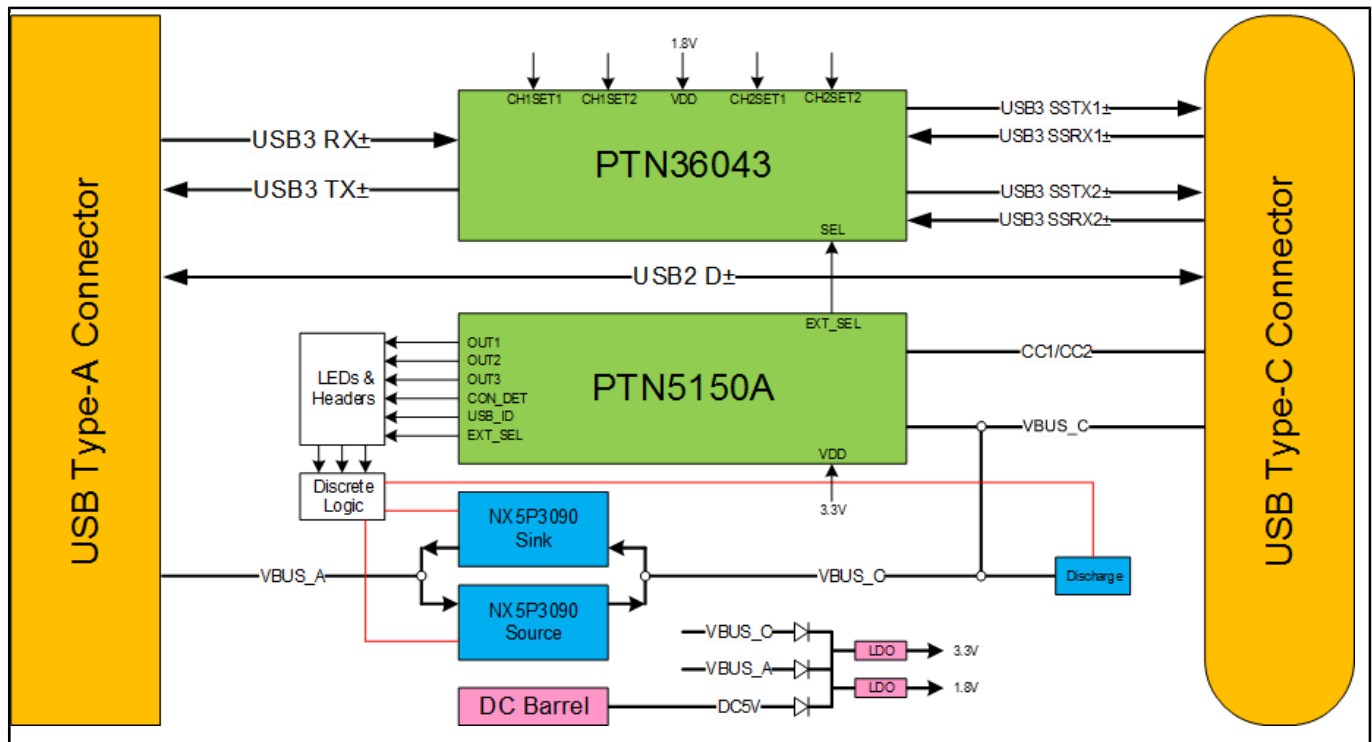 1.8V
CH1SET1
CH1SET2
VDD
CH2SET1
CH2SET2
USB3 RX±
USB3 TX±
PTN36043
USB3 SSTX1±
USB3 SSRX1±
USB3 SSTX2±
USB3 SSRX2±
SEL
USB Type-A Connector
USB Type-C Connector
USB2 D±
EXT_SEL
LEDs &
Headers
OUT1
OUT2
OUT3
CON_DET
USB_ID
EXT_SEL
PTN5150A
CC1/CC2
VBUS_C
VDD
3.3V
Discrete
Logic
NX5P3090
Sink
VBUS_A
VBUS_C
Discharge
NX5P3090
Source
VBUS_C
LDO
3.3V
VBUS_A
LDO
1.8V
DC Barrel
DC5V